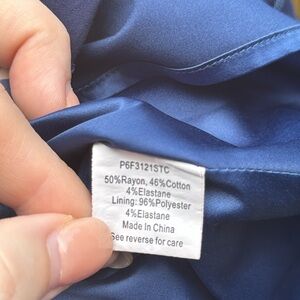 P6F3121STC
50%Rayon, 46%Cotton
4%Elastane
Lining: 96%Polyester
4%Elastane
Made In China
See reverse for care